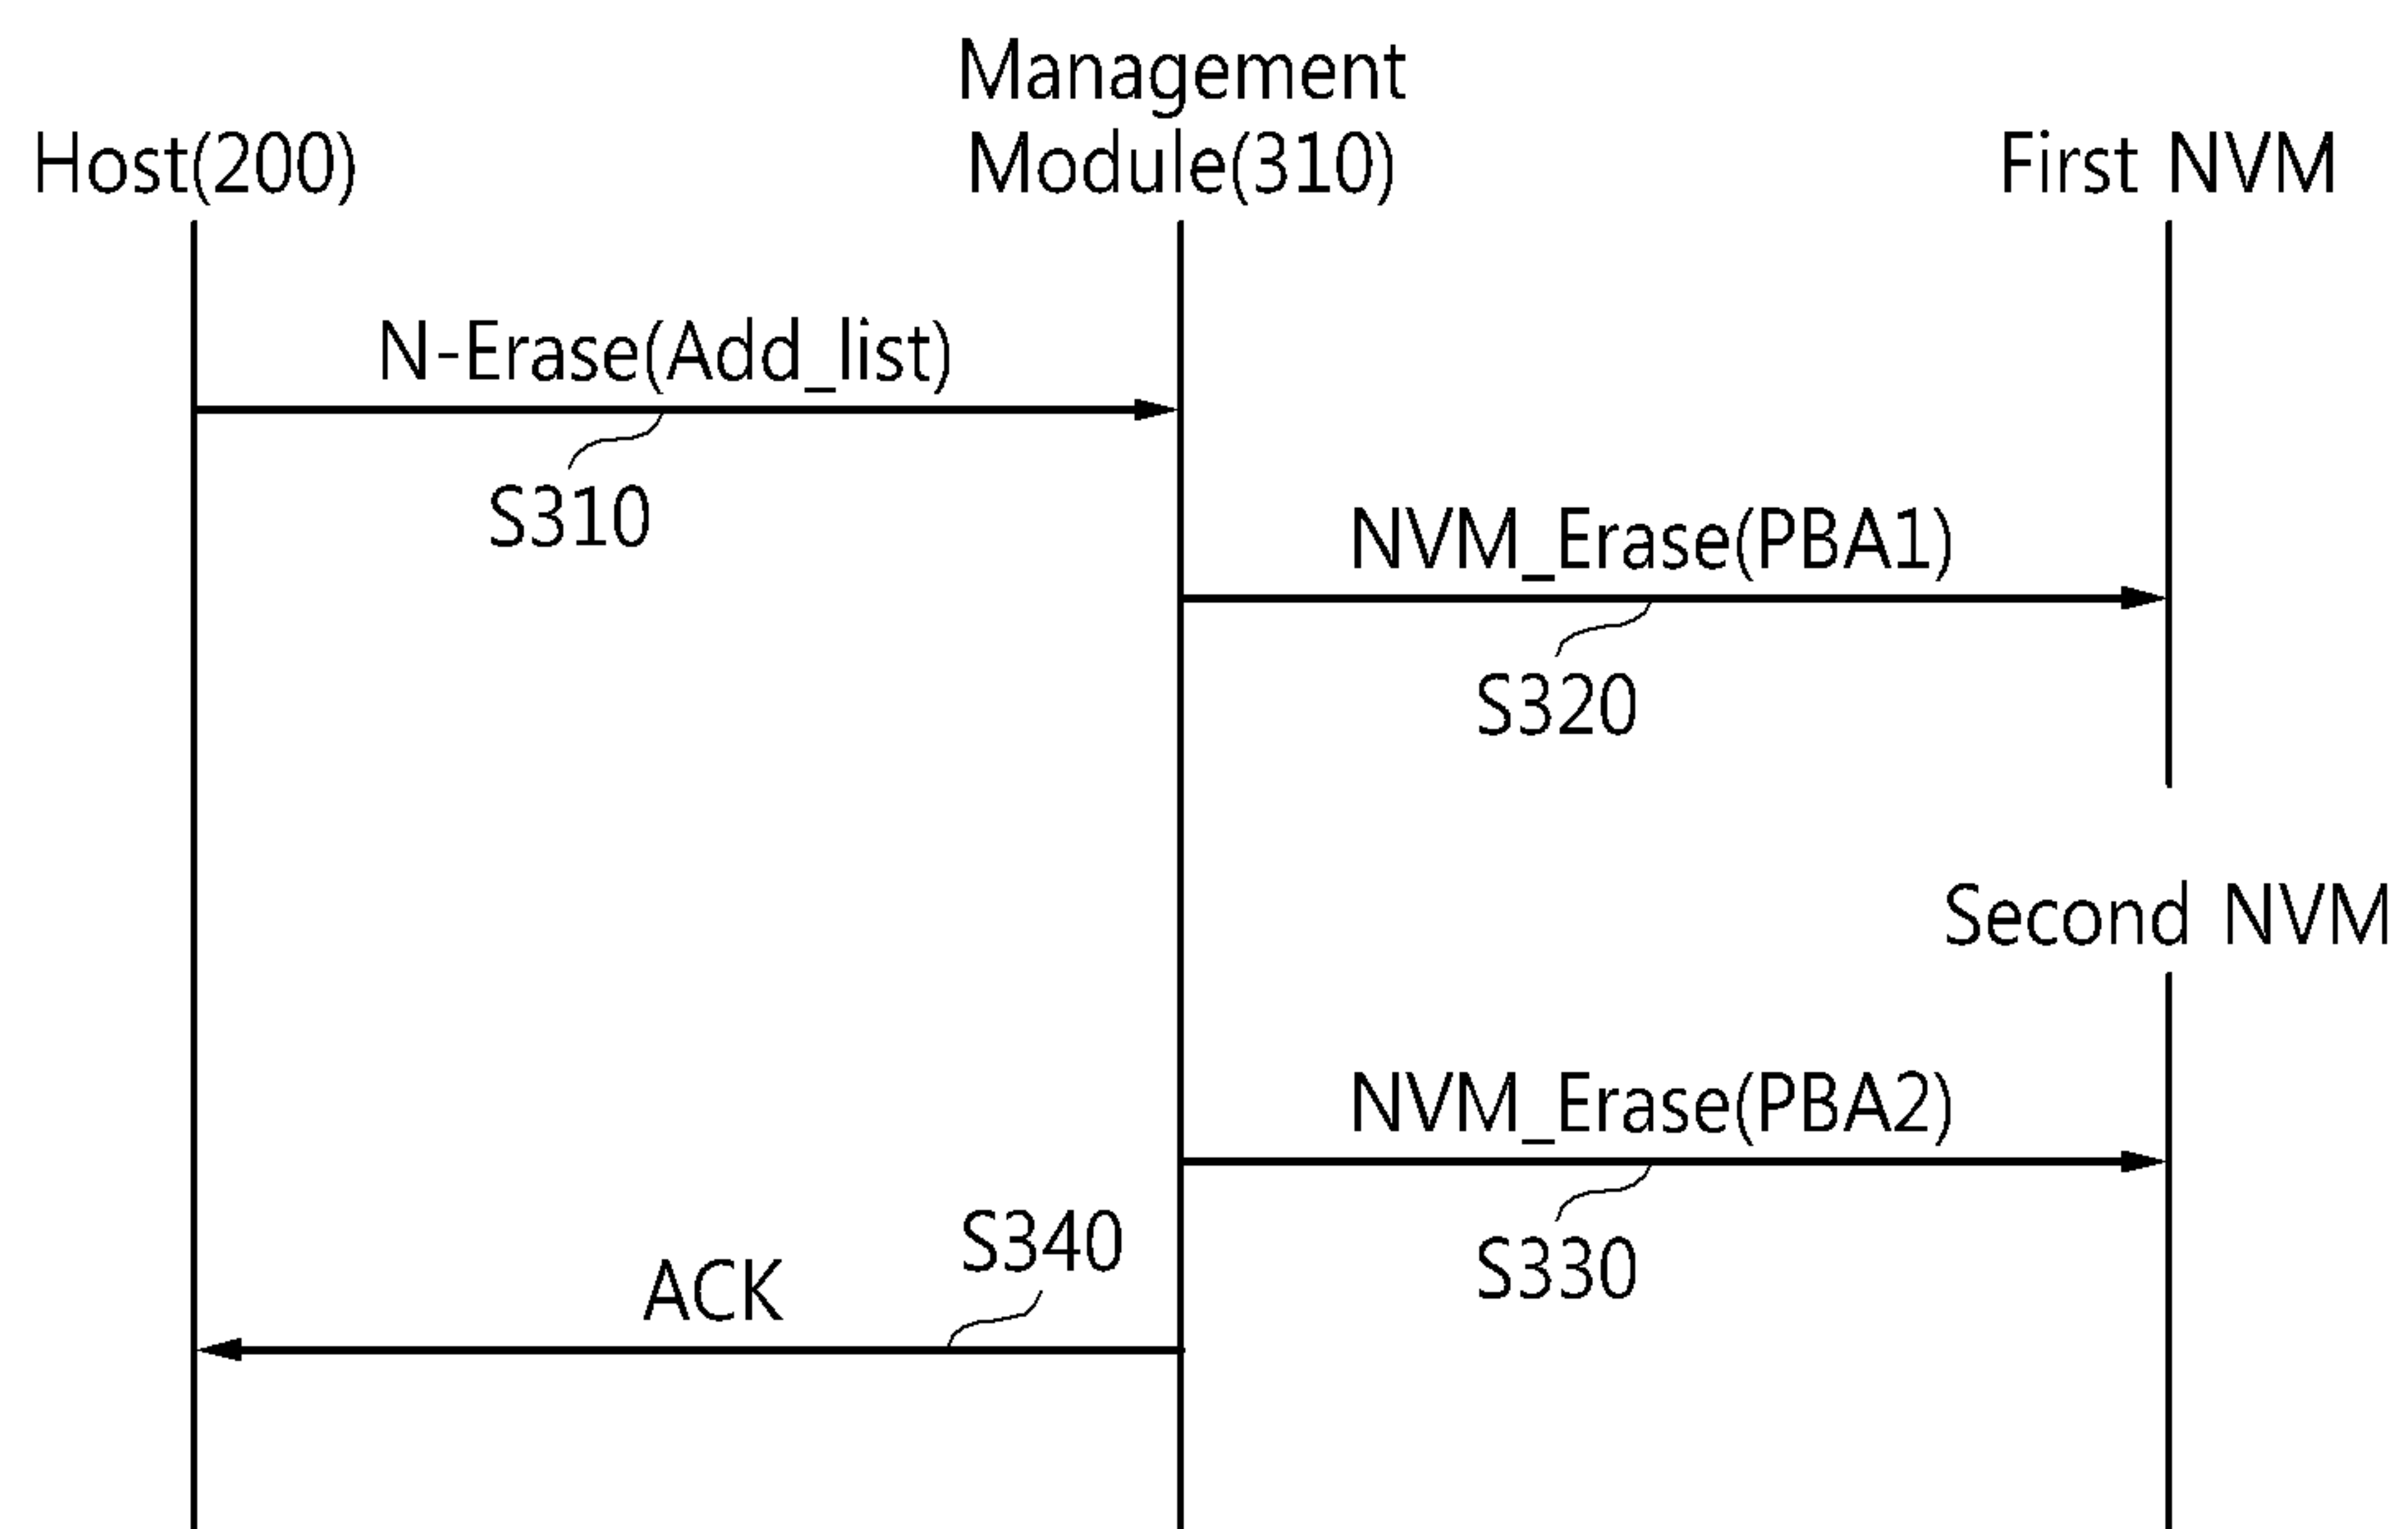 Management
Host(200)
Module(310)
First NVM
N-Erase(Add_list)
S310
NVM_Erase(PBA1)
S320
Second NVM
NVM_Erase(PBA2)
S330
S340
ACK